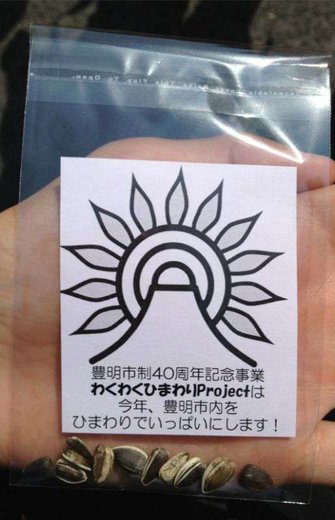 豊明市制40周年記念事業
わくわくひまわりProjectは
今年、豊明市内を
ひまわりでいっぱいにします！